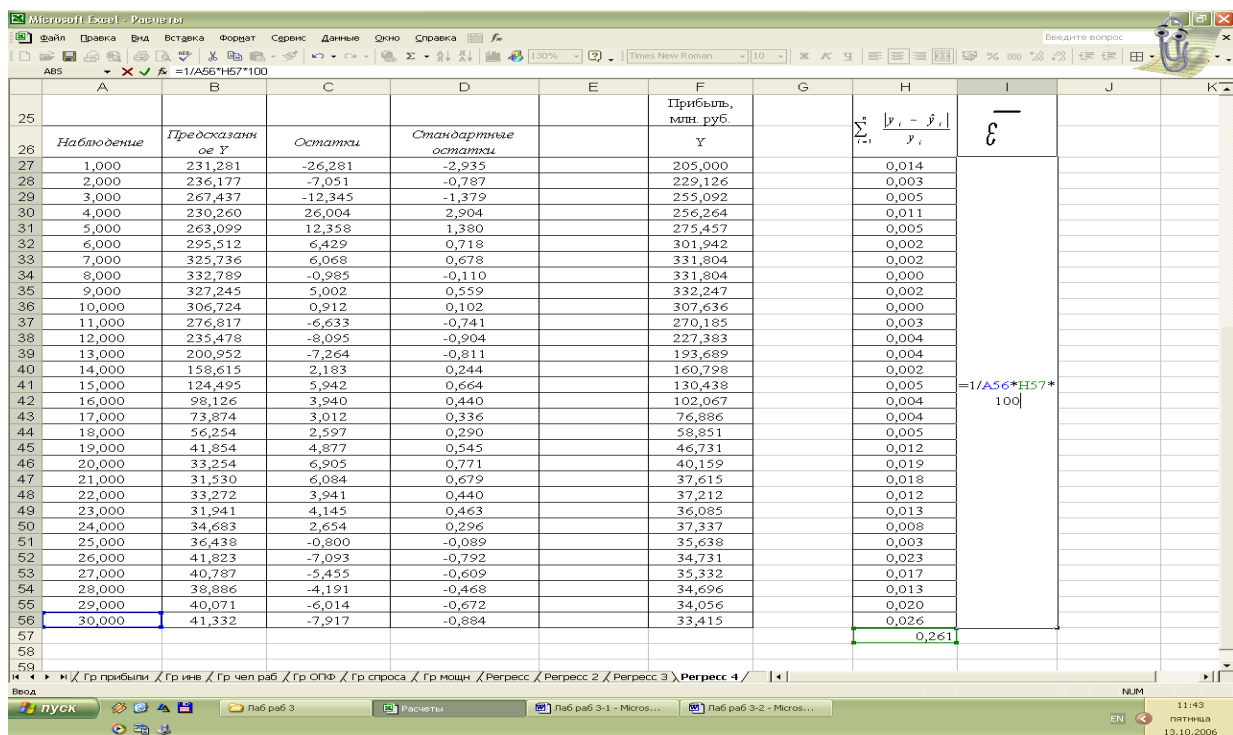 Microsoft Excel - Расчеты
Файл Правка Вид Вставка Формат Сервис Данные Окно Справка
Введите вопрос
130% Times New Roman 10 Ж К Ч % 000
ABS =1/A56*H57*100
A B C D E F G H I J K
25 Прибыль, млн. руб. ∑ i=1 n |y i - ŷ i| / y i ε
26 Наблюдение Предсказанное Y Остатки Стандартные остатки Y
27 1,000 231,281 -26,281 -2,935 205,000 0,014
28 2,000 236,177 -7,051 -0,787 229,126 0,003
29 3,000 267,437 -12,345 -1,379 255,092 0,005
30 4,000 230,260 26,004 2,904 256,264 0,011
31 5,000 263,099 12,358 1,380 275,457 0,005
32 6,000 295,512 6,429 0,718 301,942 0,002
33 7,000 325,736 6,068 0,678 331,804 0,002
34 8,000 332,789 -0,985 -0,110 331,804 0,000
35 9,000 327,245 5,002 0,559 332,247 0,002
36 10,000 306,724 0,912 0,102 307,636 0,000
37 11,000 276,817 -6,633 -0,741 270,185 0,003
38 12,000 235,478 -8,095 -0,904 227,383 0,004
39 13,000 200,952 -7,264 -0,811 193,689 0,004
40 14,000 158,615 2,183 0,244 160,798 0,002
41 15,000 124,495 5,942 0,664 130,438 0,005 =1/A56*H57*
42 16,000 98,126 3,940 0,440 102,067 0,004 100
43 17,000 73,874 3,012 0,336 76,886 0,004
44 18,000 56,254 2,597 0,290 58,851 0,005
45 19,000 41,854 4,877 0,545 46,731 0,012
46 20,000 33,254 6,905 0,771 40,159 0,019
47 21,000 31,530 6,084 0,679 37,615 0,018
48 22,000 33,272 3,941 0,440 37,212 0,012
49 23,000 31,941 4,145 0,463 36,085 0,013
50 24,000 34,683 2,654 0,296 37,337 0,008
51 25,000 36,438 -0,800 -0,089 35,638 0,003
52 26,000 41,823 -7,093 -0,792 34,731 0,023
53 27,000 40,787 -5,455 -0,609 35,332 0,017
54 28,000 38,886 -4,191 -0,468 34,696 0,013
55 29,000 40,071 -6,014 -0,672 34,056 0,020
56 30,000 41,332 -7,917 -0,884 33,415 0,026
57 0,261
58
59
Гр прибыли Гр инв Гр чел раб Гр ОПФ Гр спроса Гр мощн Регресс Регресс 2 Регресс 3 Регресс 4
Ввод NUM
пуск Лаб раб 3 Расчеты Лаб раб 3-1 - Micros... Лаб раб 3-2 - Micros... EN 11:43
пятница
13.10.2006